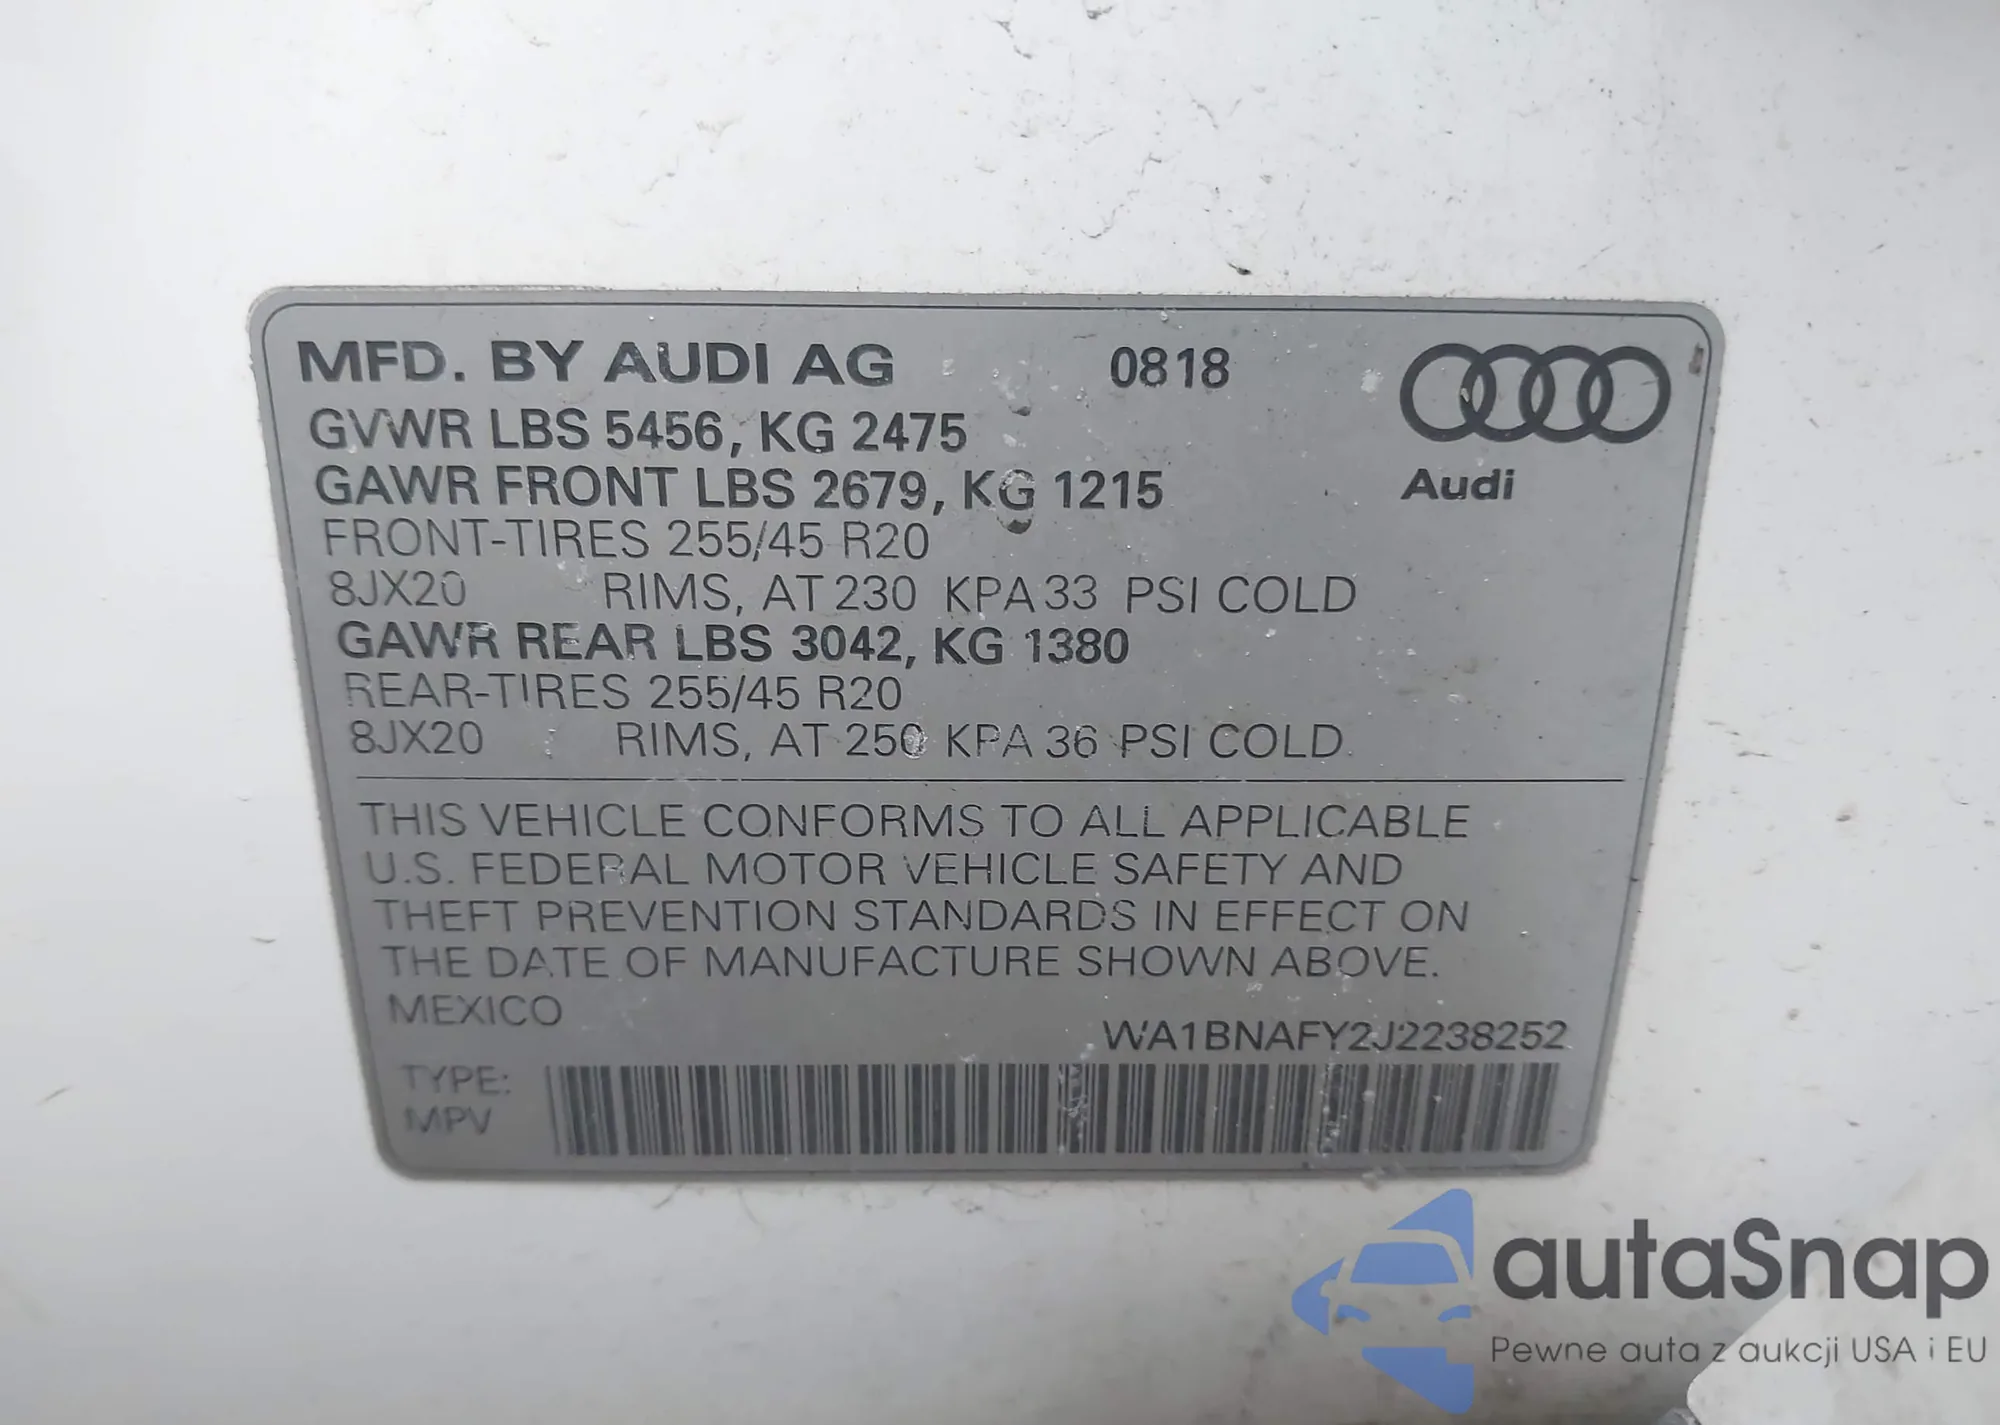 MFD. BY AUDI AG 0818
GVWR LBS 5456, KG 2475
GAWR FRONT LBS 2679, KG 1215
Audi
FRONT-TIRES 255/45 R20
8JX20 RIMS, AT 230 KPA 33 PSI COLD
GAWR REAR LBS 3042, KG 1380
REAR-TIRES 255/45 R20
8JX20 RIMS, AT 250 KPA 36 PSI COLD
THIS VEHICLE CONFORMS TO ALL APPLICABLE
U.S. FEDERAL MOTOR VEHICLE SAFETY AND
THEFT PREVENTION STANDARDS IN EFFECT ON
THE DATE OF MANUFACTURE SHOWN ABOVE.
MEXICO
WA1BNAFY2J2238252
TYPE:
MPV
autaSnap
Pewne auta z aukcji USA i EU